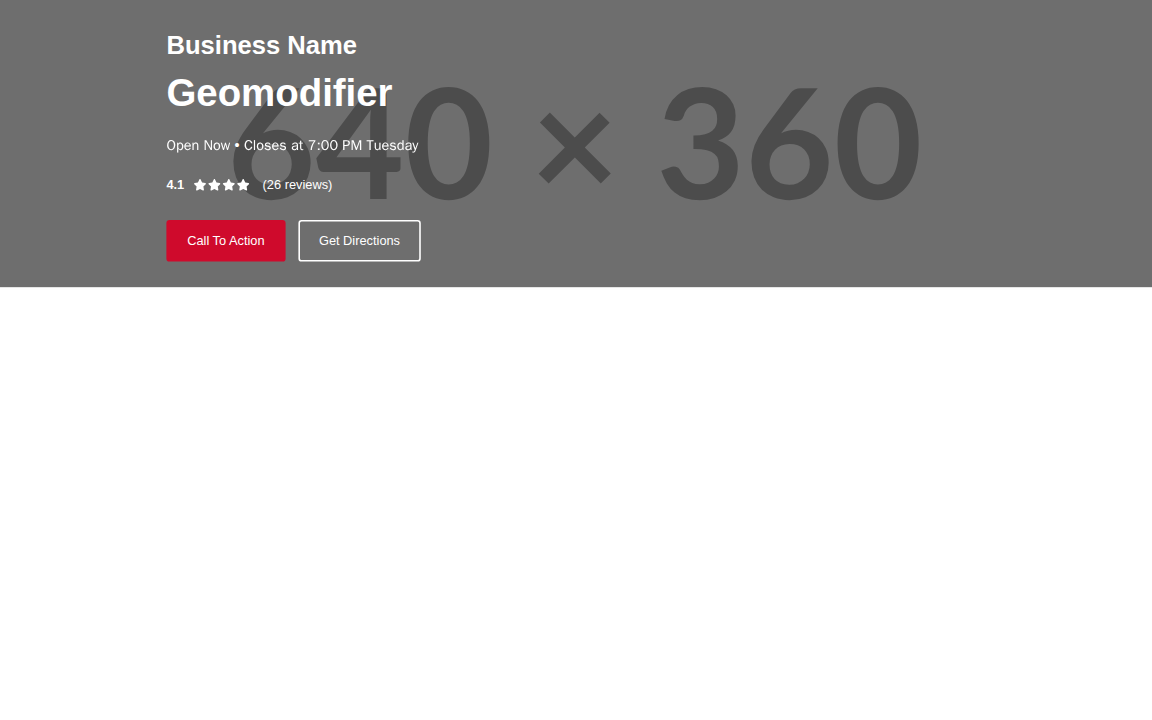 Business Name
Geomodifier
640 × 360
Open Now • Closes at 7:00 PM Tuesday
4.1 ★★★★ (26 reviews)
Call To Action
Get Directions